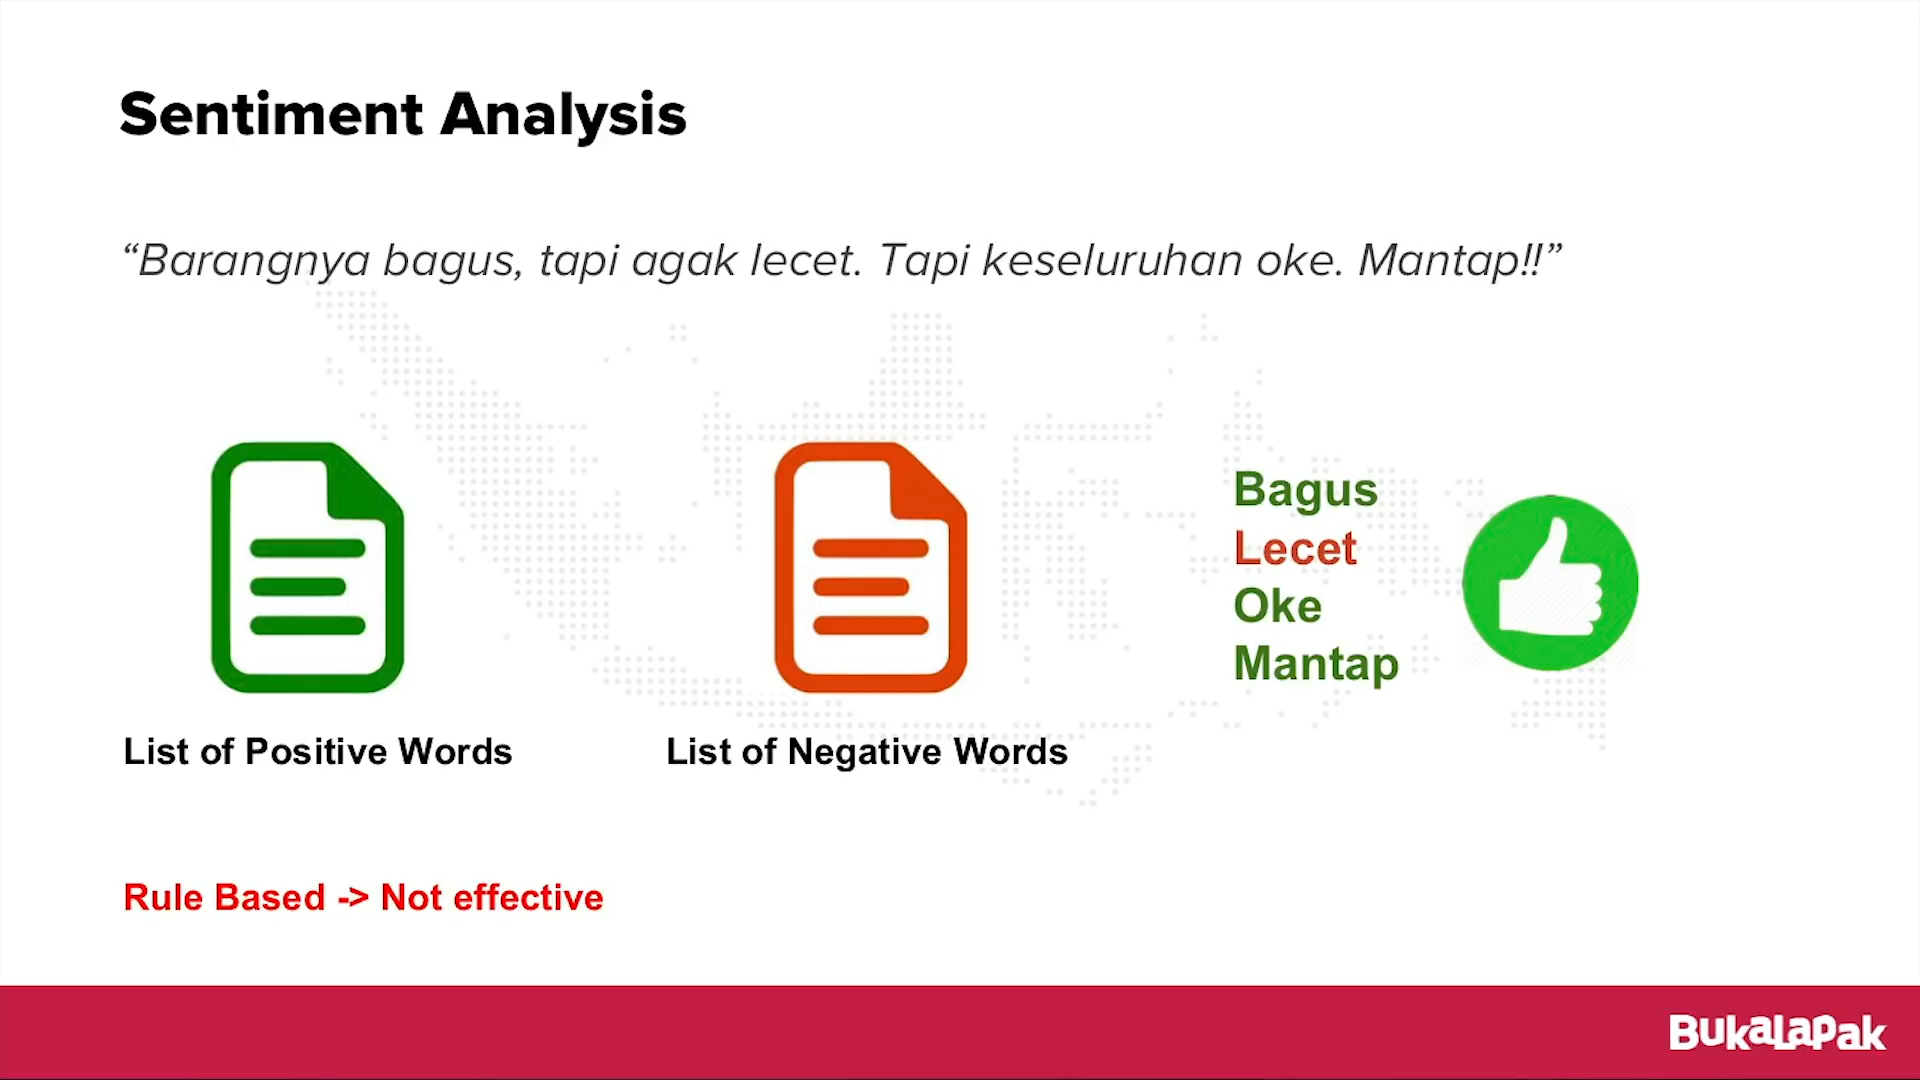 Sentiment Analysis
“Barangnya bagus, tapi agak lecet. Tapi keseluruhan oke. Mantap!!”
Bagus
Lecet
Oke
Mantap
List of Positive Words
List of Negative Words
Rule Based -> Not effective
BukaLapak